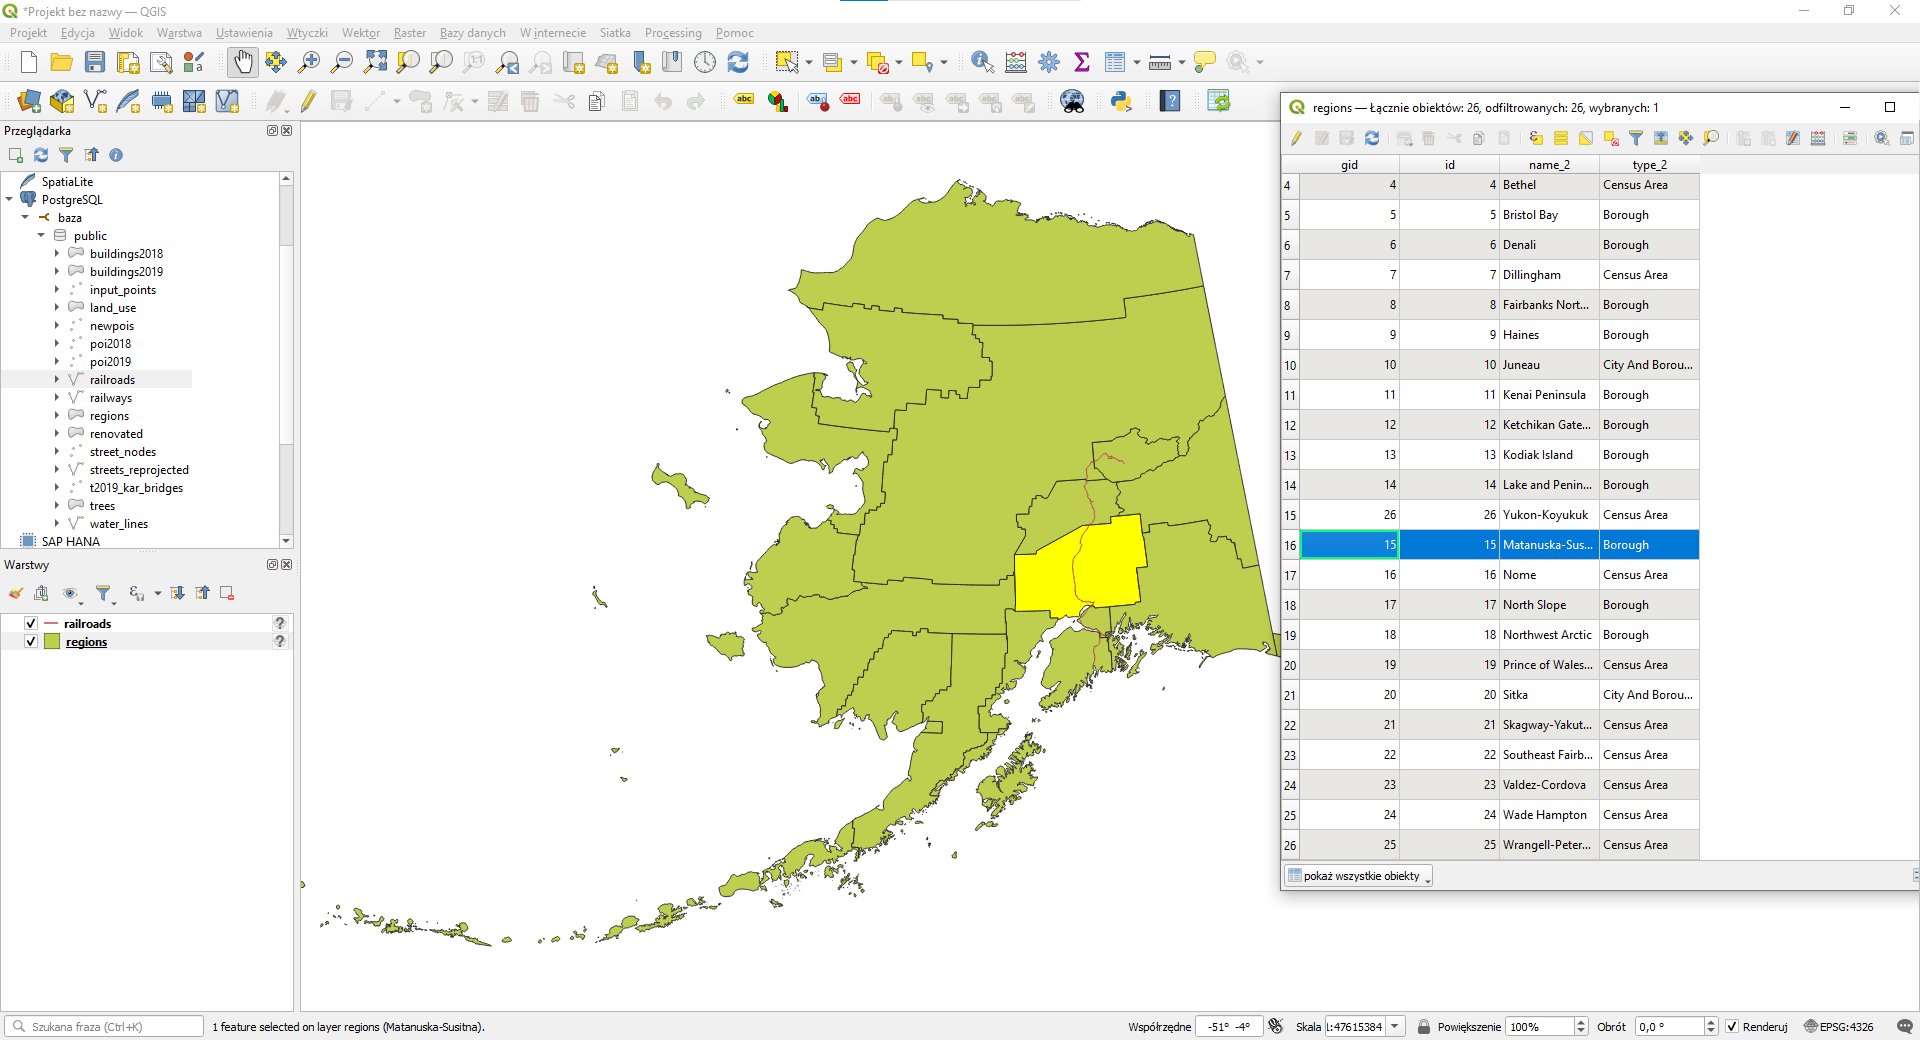 *Projekt bez nazwy — QGIS
Projekt Edycja Widok Warstwa Ustawienia Wtyczki Wektor Raster Bazy danych W internecie Siatka Processing Pomoc
abc abc
Przeglądarka
SpatiaLite
PostgreSQL
baza
public
buildings2018
buildings2019
input_points
land_use
newpois
poi2018
poi2019
railroads
railways
regions
renovated
street_nodes
streets_reprojected
t2019_kar_bridges
trees
water_lines
SAP HANA
Warstwy
railroads
regions
regions — Łącznie obiektów: 26, odfiltrowanych: 26, wybranych: 1
gid id name_2 type_2
4 4 4 Bethel Census Area
5 5 5 Bristol Bay Borough
6 6 6 Denali Borough
7 7 7 Dillingham Census Area
8 8 8 Fairbanks Nort... Borough
9 9 9 Haines Borough
10 10 10 Juneau City And Borou...
11 11 11 Kenai Peninsula Borough
12 12 12 Ketchikan Gate... Borough
13 13 13 Kodiak Island Borough
14 14 14 Lake and Penin... Borough
15 26 26 Yukon-Koyukuk Census Area
16 15 15 Matanuska-Sus... Borough
17 16 16 Nome Census Area
18 17 17 North Slope Borough
19 18 18 Northwest Arctic Borough
20 19 19 Prince of Wales... Census Area
21 20 20 Sitka City And Borou...
22 21 21 Skagway-Yakut... Census Area
23 22 22 Southeast Fairb... Census Area
24 23 23 Valdez-Cordova Census Area
25 24 24 Wade Hampton Census Area
26 25 25 Wrangell-Peter... Census Area
pokaż wszystkie obiekty
Szukana fraza (Ctrl+K) 1 feature selected on layer regions (Matanuska-Susitna). Współrzędne -51° -4° Skala 1:47615384 Powiększenie 100% Obrót 0,0 ° Renderuj EPSG:4326